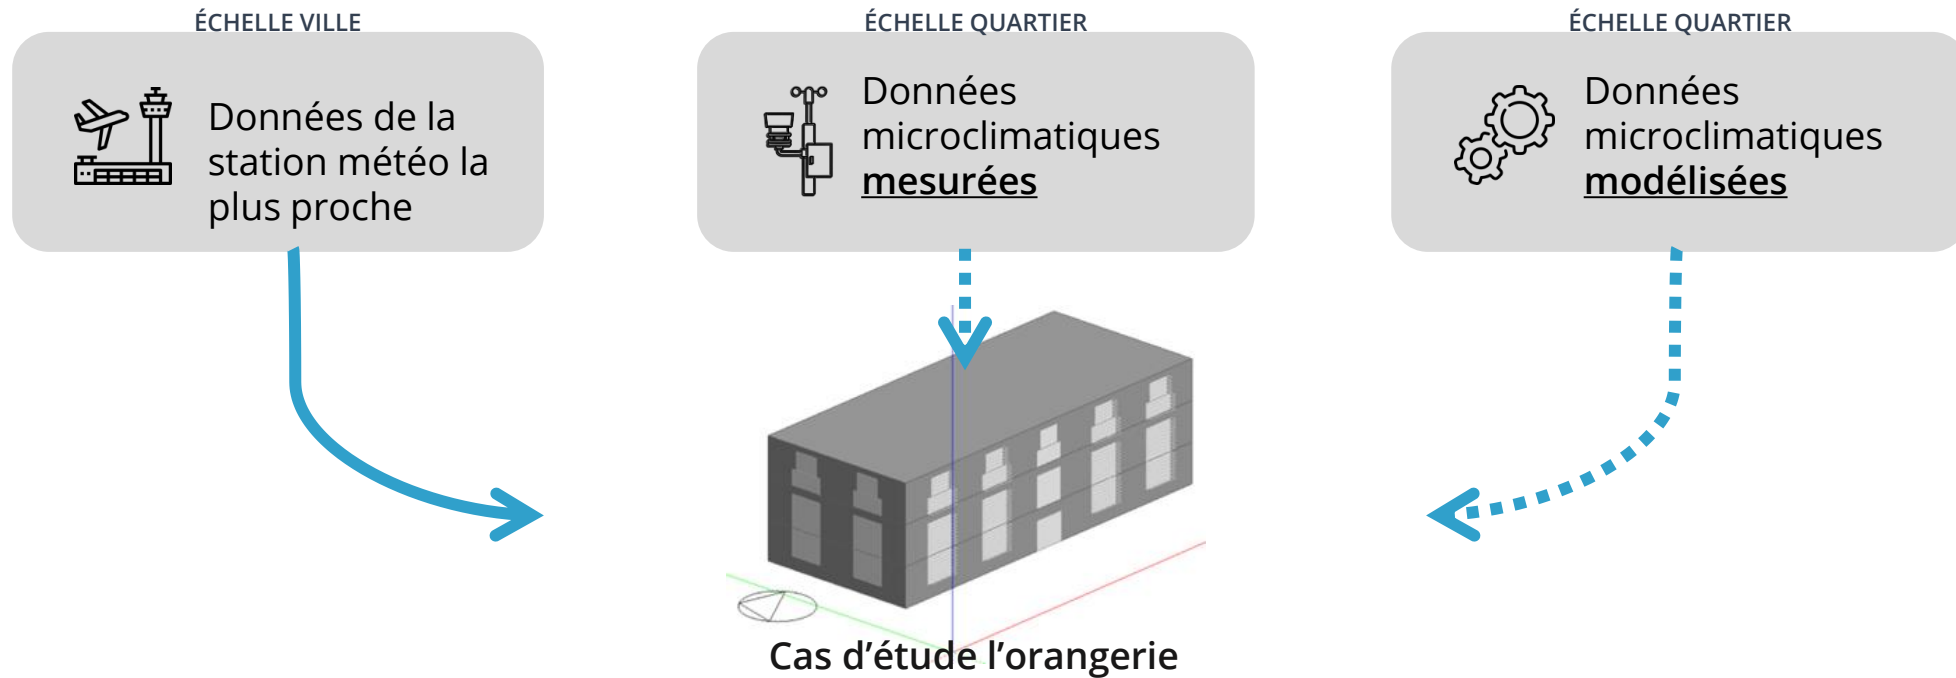 ÉCHELLE VILLE
Données de la
station météo la
plus proche
ÉCHELLE QUARTIER
Données
microclimatiques
mesurées
ÉCHELLE QUARTIER
Données
microclimatiques
modélisées
Cas d’étude l’orangerie